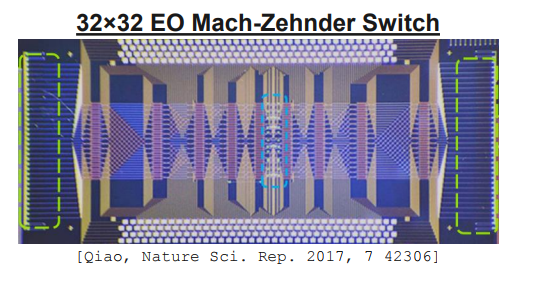 32×32 EO Mach-Zehnder Switch
[Qiao, Nature Sci. Rep. 2017, 7 42306]